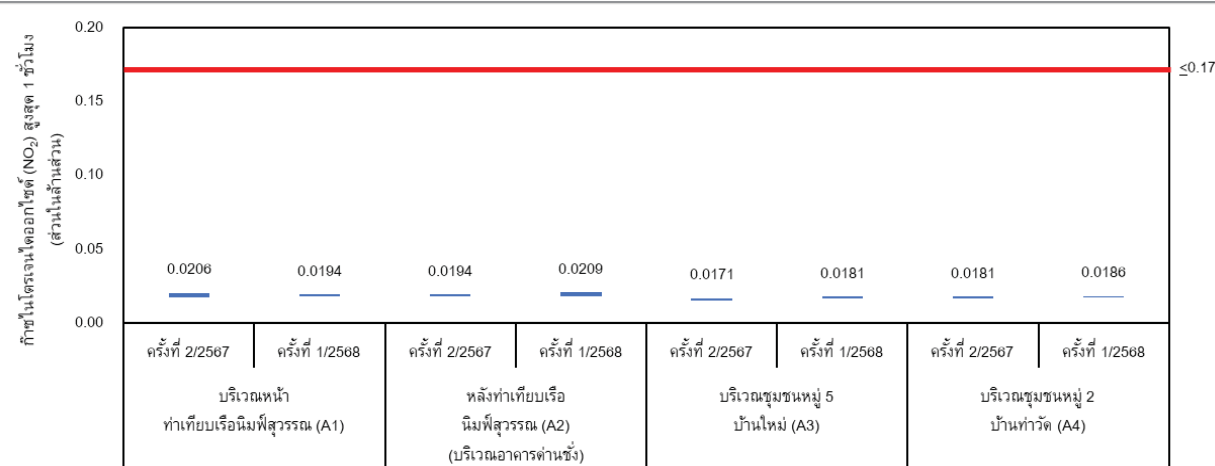 ก๊าซไนโตรเจนไดออกไซด์ (NO₂) สูงสุด 1 ชั่วโมง
(ส่วนในล้านส่วน)
0.20
0.15
0.10
0.05
0.00
≤0.17
0.0206
0.0194
0.0194
0.0209
0.0171
0.0181
0.0181
0.0186
ครั้งที่ 2/2567
ครั้งที่ 1/2568
ครั้งที่ 2/2567
ครั้งที่ 1/2568
ครั้งที่ 2/2567
ครั้งที่ 1/2568
ครั้งที่ 2/2567
ครั้งที่ 1/2568
บริเวณหน้า
ท่าเทียบเรือนิมฟ์สุวรรณ (A1)
หลังท่าเทียบเรือ
นิมฟ์สุวรรณ (A2)
(บริเวณอาคารด่านชั่ง)
บริเวณชุมชนหมู่ 5
บ้านใหม่ (A3)
บริเวณชุมชนหมู่ 2
บ้านท่าวัด (A4)